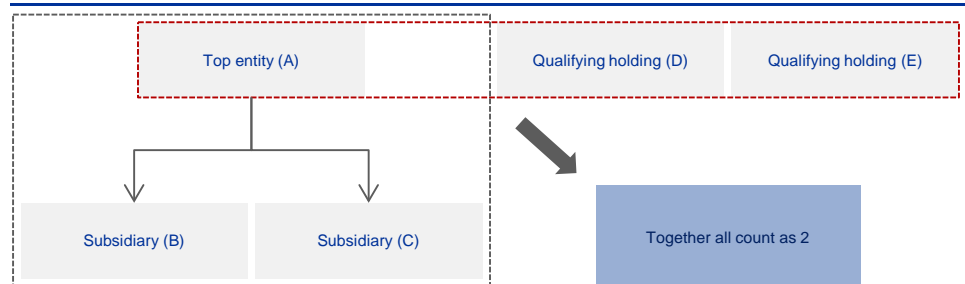 Top entity (A)
Qualifying holding (D)
Qualifying holding (E)
Subsidiary (B)
Subsidiary (C)
Together all count as 2